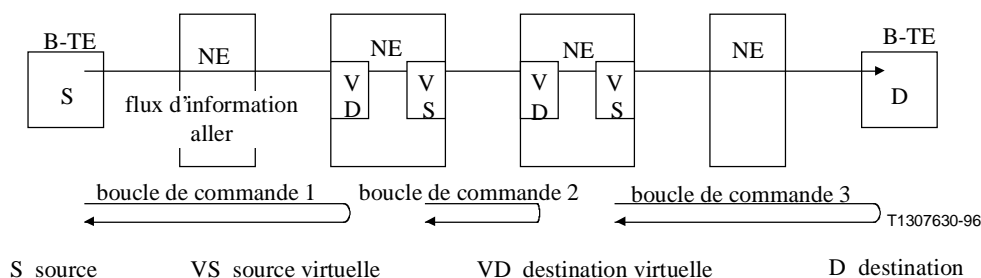 B-TE
NE
NE
NE
NE
B-TE
S
V
D
V
S
V
D
V
S
D
flux d'information
aller
boucle de commande 1
boucle de commande 2
boucle de commande 3
T1307630-96
S source
VS source virtuelle
VD destination virtuelle
D destination